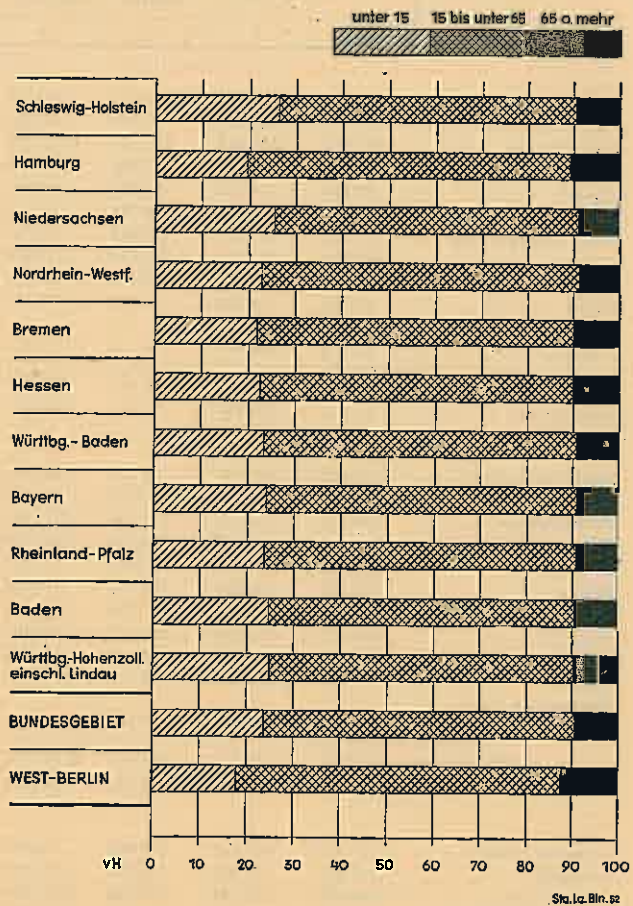 unter 15 15 bis unter 65 65 o. mehr
Schleswig-Holstein
Hamburg
Niedersachsen
Nordrhein-Westf.
Bremen
Hessen
Württbg.-Baden
Bayern
Rheinland-Pfalz
Baden
Württbg.-Hohenzoll.
einschl. Lindau
BUNDESGEBIET
WEST-BERLIN
vH 0 10 20 30 40 50 60 70 80 90 100
Sta.La.Bln.52